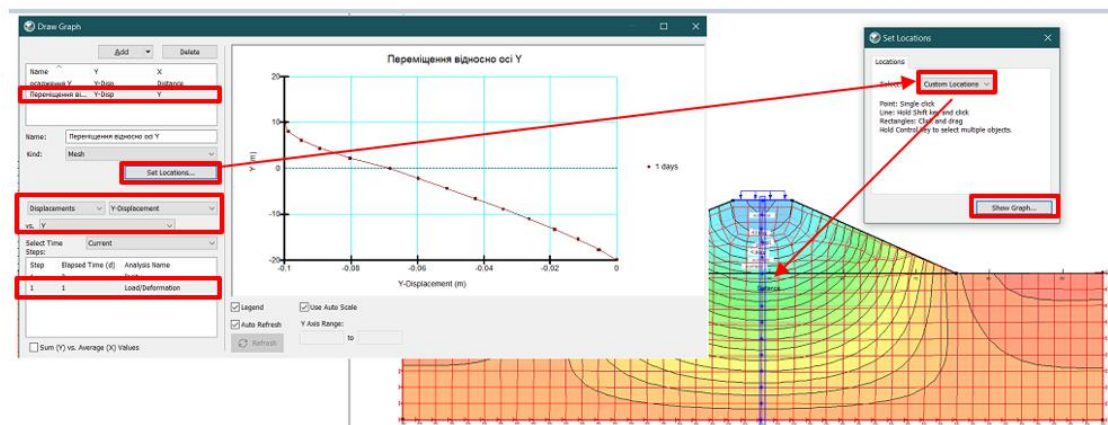 Draw Graph
Add
Delete
Name Y X
осадження Y Y-Disp Distance
Переміщення ві... Y-Disp Y
Name: Переміщення відносно осі Y
Kind: Mesh
Set Locations...
Displacements Y-Displacement
vs. Y
Select Time Steps: Current
Step Elapsed Time (d) Analysis Name
1 1 Load/Deformation
Sum (Y) vs. Average (X) Values
Переміщення відносно осі Y
20
10
0
-10
-20
Y (m)
-0.1 -0.08 -0.06 -0.04 -0.02 0
Y-Displacement (m)
1 days
Legend
Use Auto Scale
Auto Refresh
Y Axis Range:
to
Refresh
Set Locations
Locations
Custom Locations
Point: Single click
Line: Hold Shift key and click
Rectangles: Click and drag
Hold Control key to select multiple objects.
Show Graph...
Distance